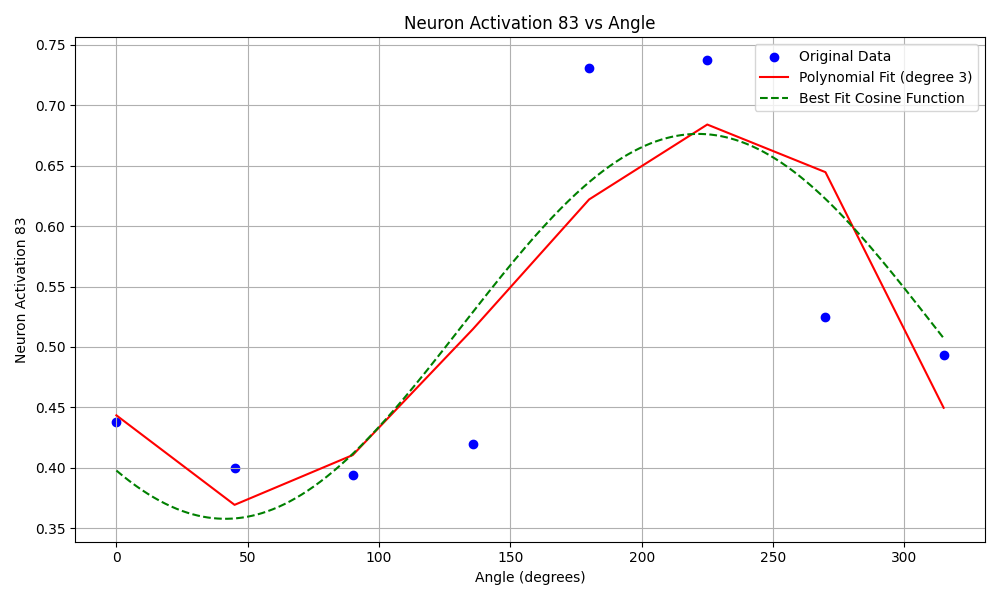 Neuron Activation 83 vs Angle
Original Data
Polynomial Fit (degree 3)
Best Fit Cosine Function
Neuron Activation 83
0.75
0.70
0.65
0.60
0.55
0.50
0.45
0.40
0.35
0 50 100 150 200 250 300
Angle (degrees)